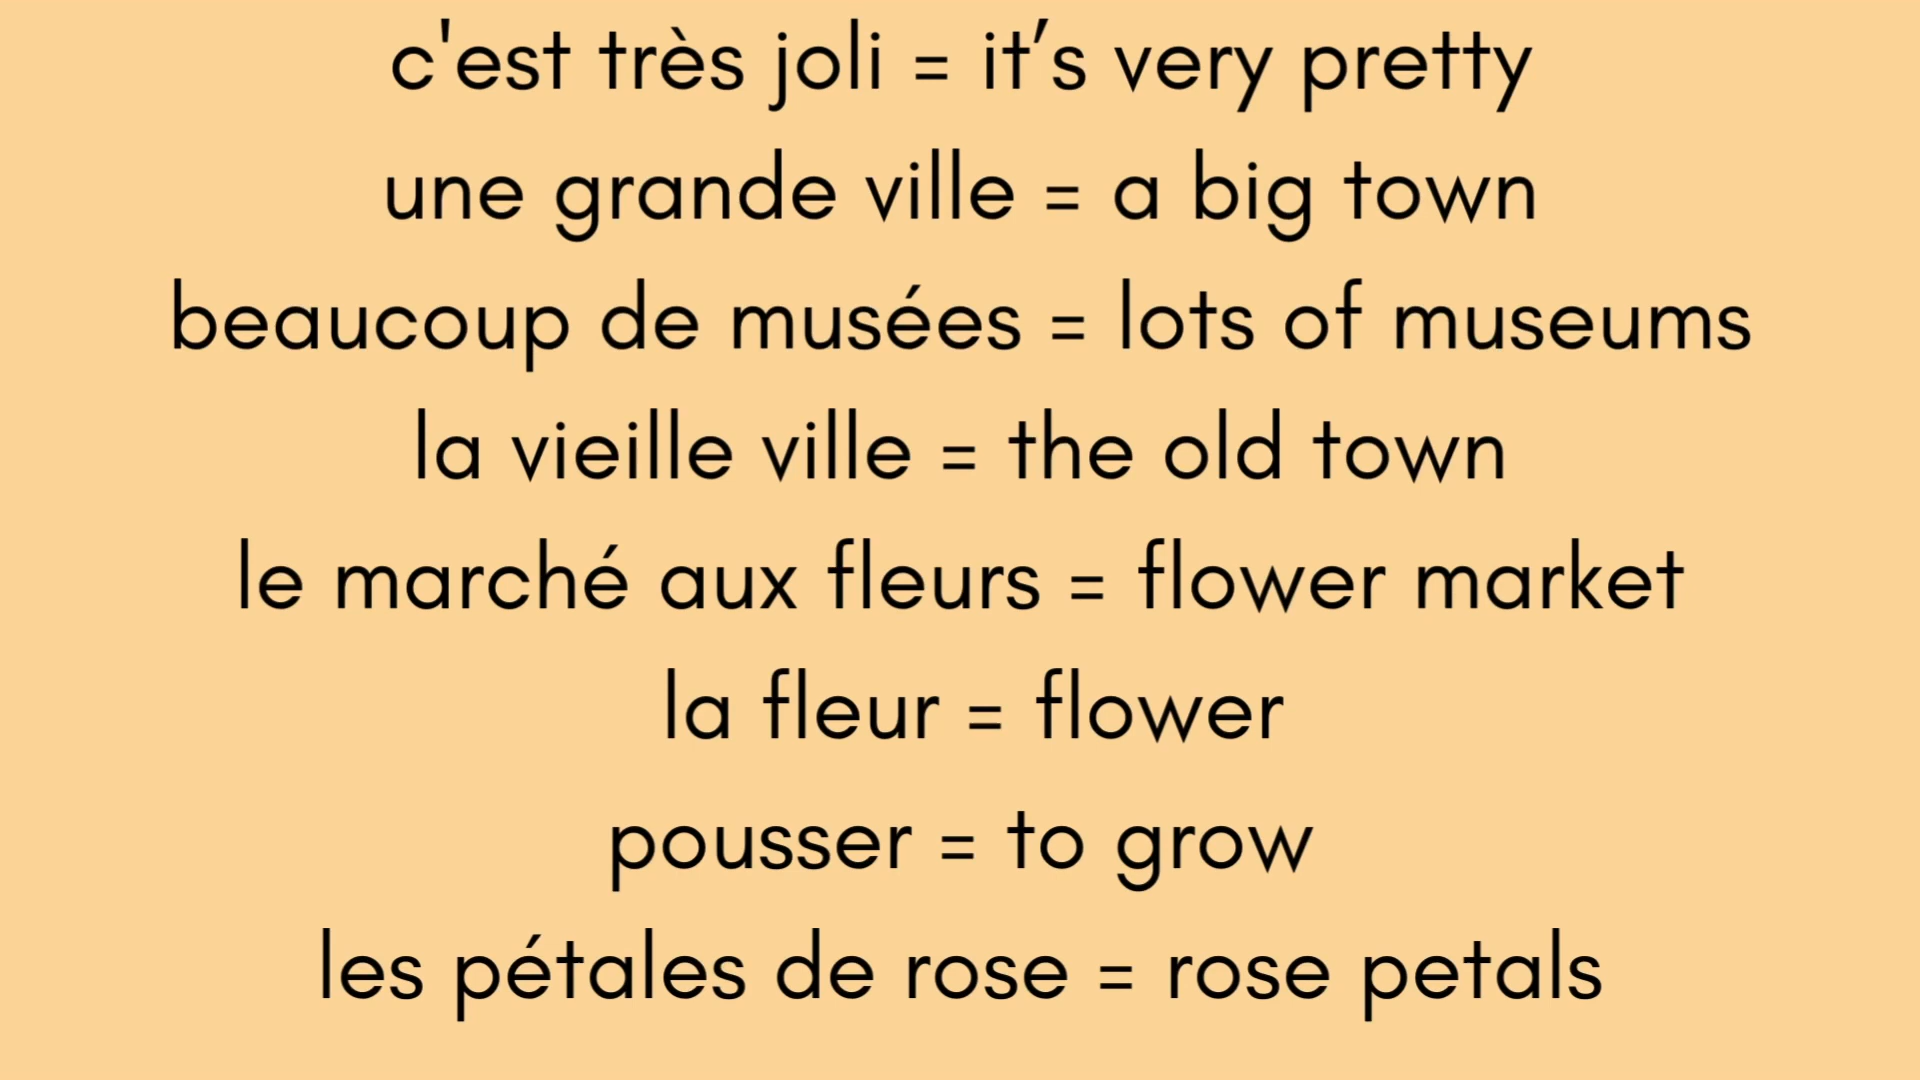 c'est très joli = it’s very pretty
une grande ville = a big town
beaucoup de musées = lots of museums
la vieille ville = the old town
le marché aux fleurs = flower market
la fleur = flower
pousser = to grow
les pétales de rose = rose petals